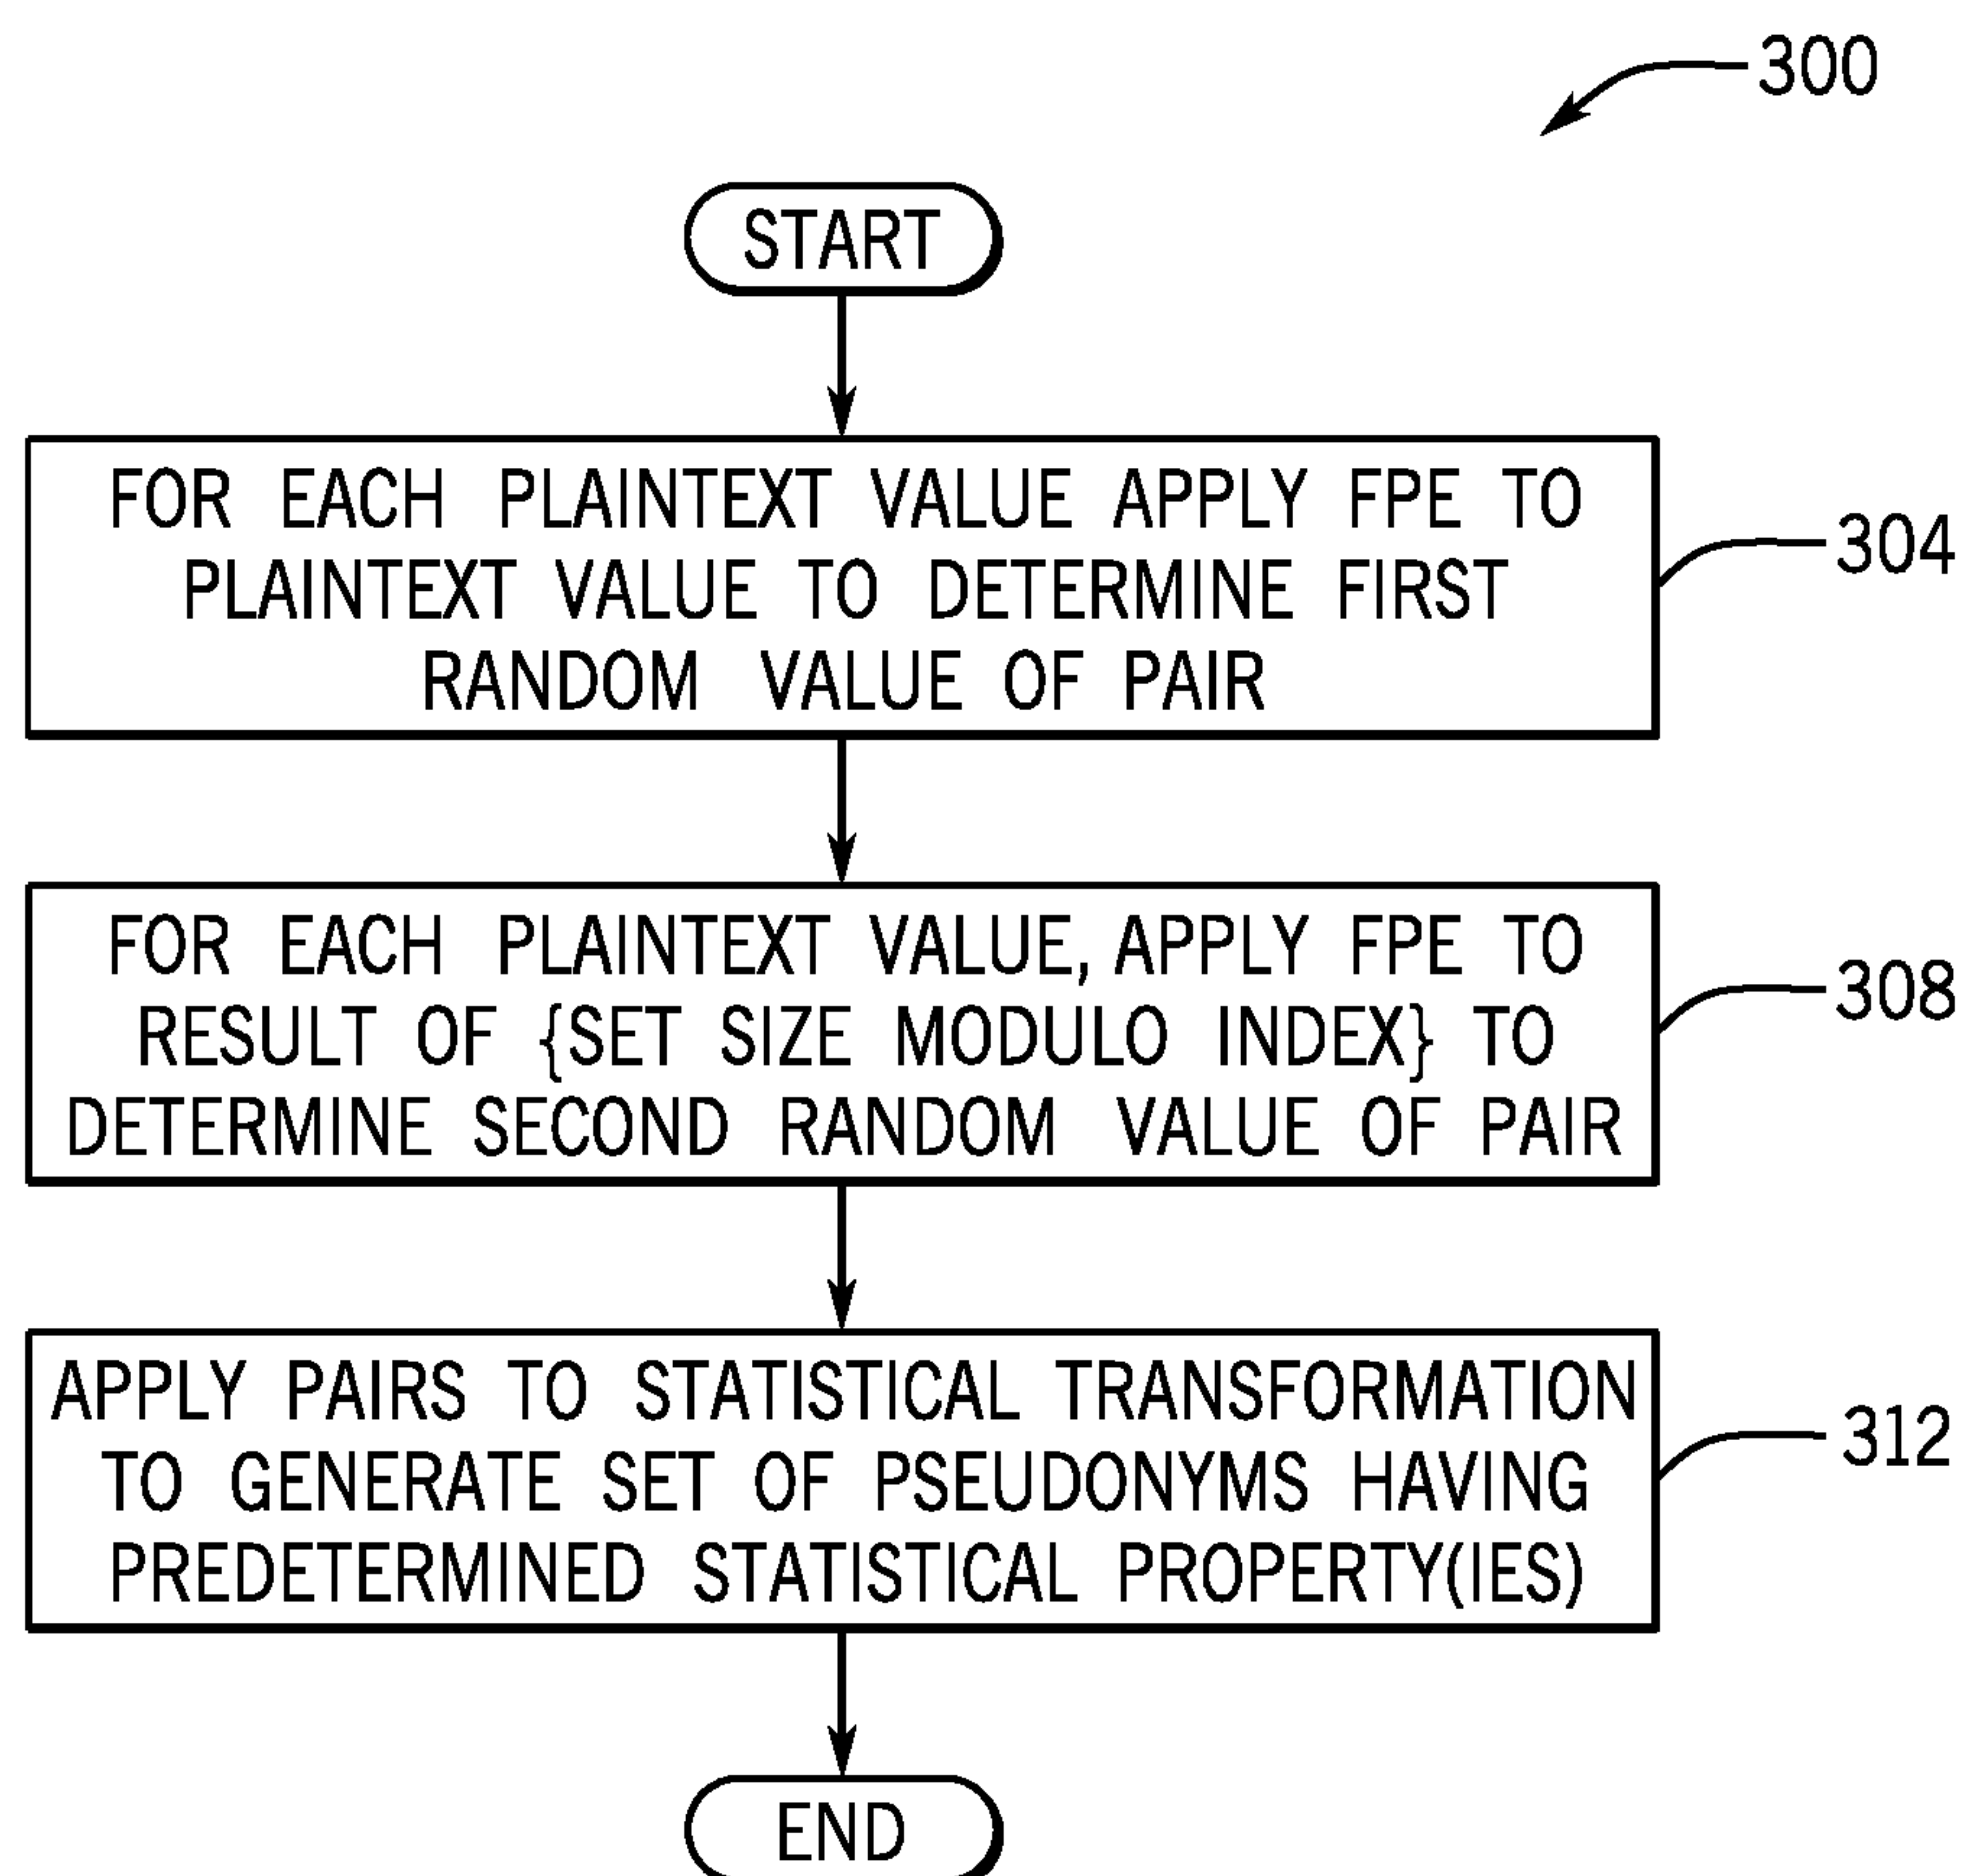 300
START
FOR EACH PLAINTEXT VALUE APPLY FPE TO
PLAINTEXT VALUE TO DETERMINE FIRST
RANDOM VALUE OF PAIR
304
FOR EACH PLAINTEXT VALUE, APPLY FPE TO
RESULT OF {SET SIZE MODULO INDEX} TO
DETERMINE SECOND RANDOM VALUE OF PAIR
308
APPLY PAIRS TO STATISTICAL TRANSFORMATION
TO GENERATE SET OF PSEUDONYMS HAVING
PREDETERMINED STATISTICAL PROPERTY(IES)
312
END